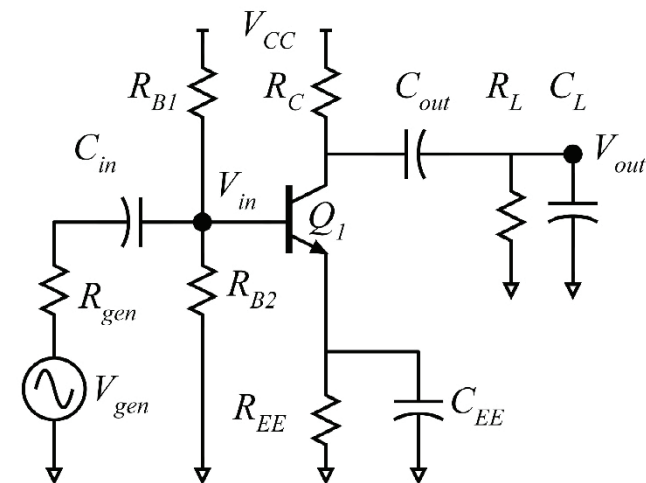 V_CC
R_B1 R_C C_out R_L C_L
C_in V_in Q_1 V_out
R_gen R_B2
V_gen R_EE C_EE